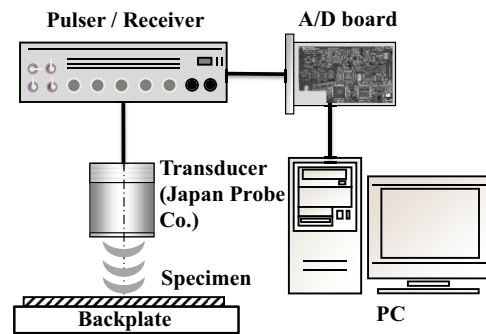 Pulser / Receiver
A/D board
Transducer
(Japan Probe
Co.)
Specimen
Backplate
PC